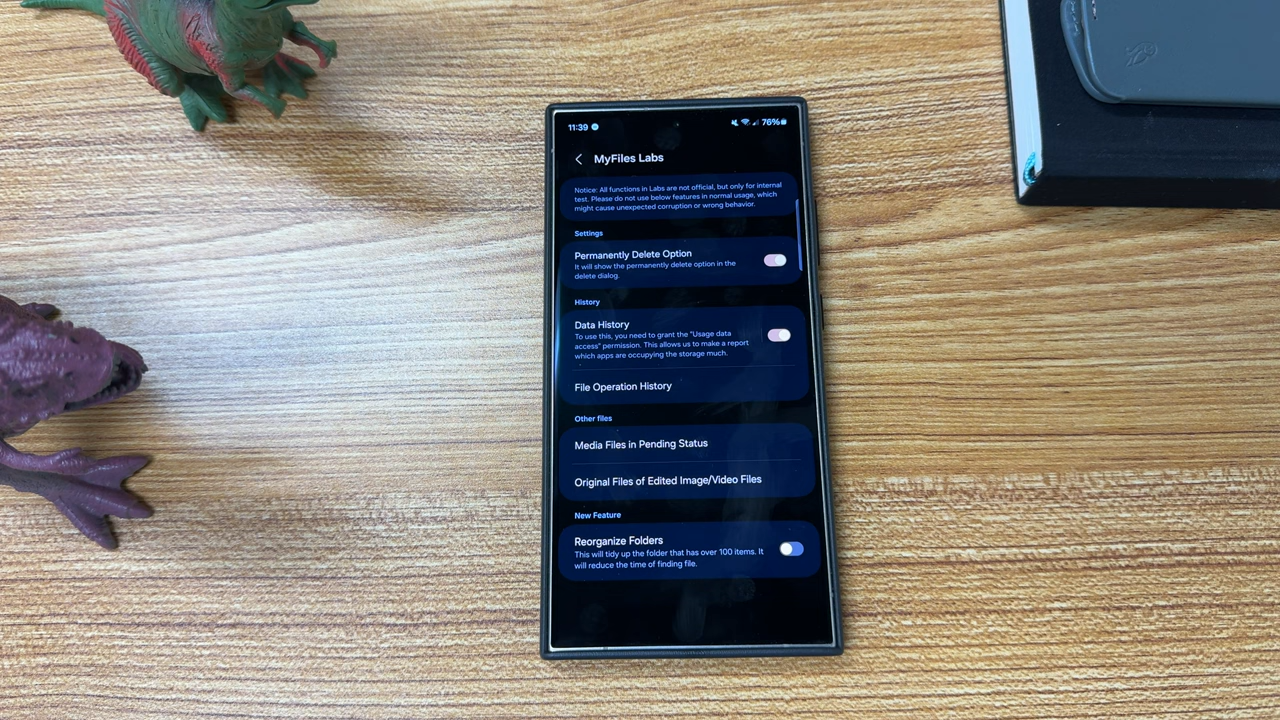 11:39
76%
MyFiles Labs
Notice: All functions in Labs are not official, but only for internal
test. Please do not use below features in normal usage, which
might cause unexpected corruption or wrong behavior.
Settings
Permanently Delete Option
It will show the permanently delete option in the
delete dialog.
History
Data History
To use this, you need to grant the "Usage data
access" permission. This allows us to make a report
which apps are occupying the storage much.
File Operation History
Other files
Media Files in Pending Status
Original Files of Edited Image/Video Files
New Feature
Reorganize Folders
This will tidy up the folder that has over 100 items. It
will reduce the time of finding file.